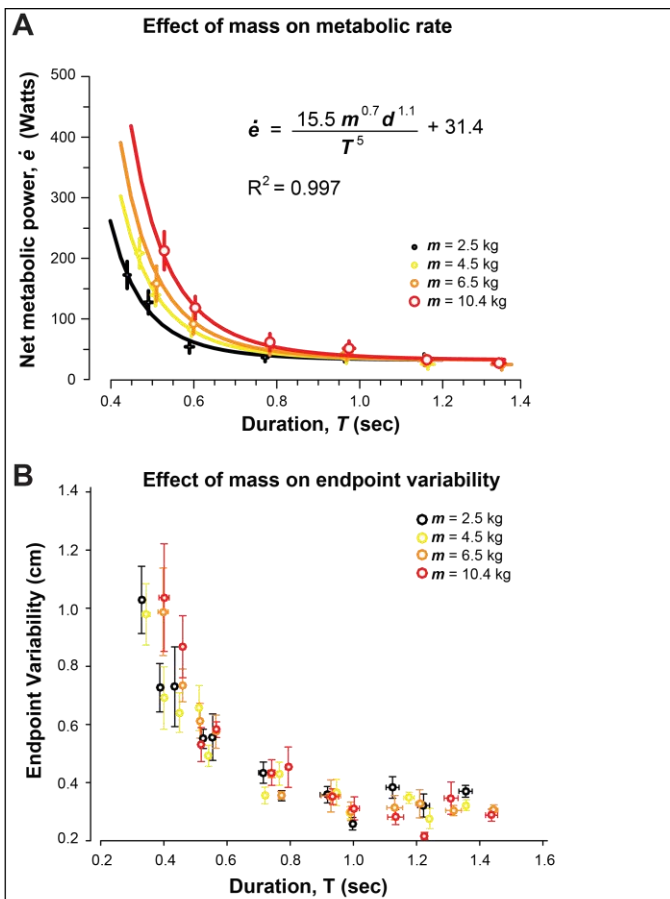 A
Effect of mass on metabolic rate
Net metabolic power, ė (Watts)
500
400
300
200
100
0
ė = 15.5 m^0.7 d^1.1 / T^5 + 31.4
R² = 0.997
m = 2.5 kg
m = 4.5 kg
m = 6.5 kg
m = 10.4 kg
0.4 0.6 0.8 1.0 1.2 1.4
Duration, T (sec)
B
Effect of mass on endpoint variability
Endpoint Variability (cm)
1.4
1.2
1.0
0.8
0.6
0.4
0.2
m = 2.5 kg
m = 4.5 kg
m = 6.5 kg
m = 10.4 kg
0.2 0.4 0.6 0.8 1.0 1.2 1.4 1.6
Duration, T (sec)